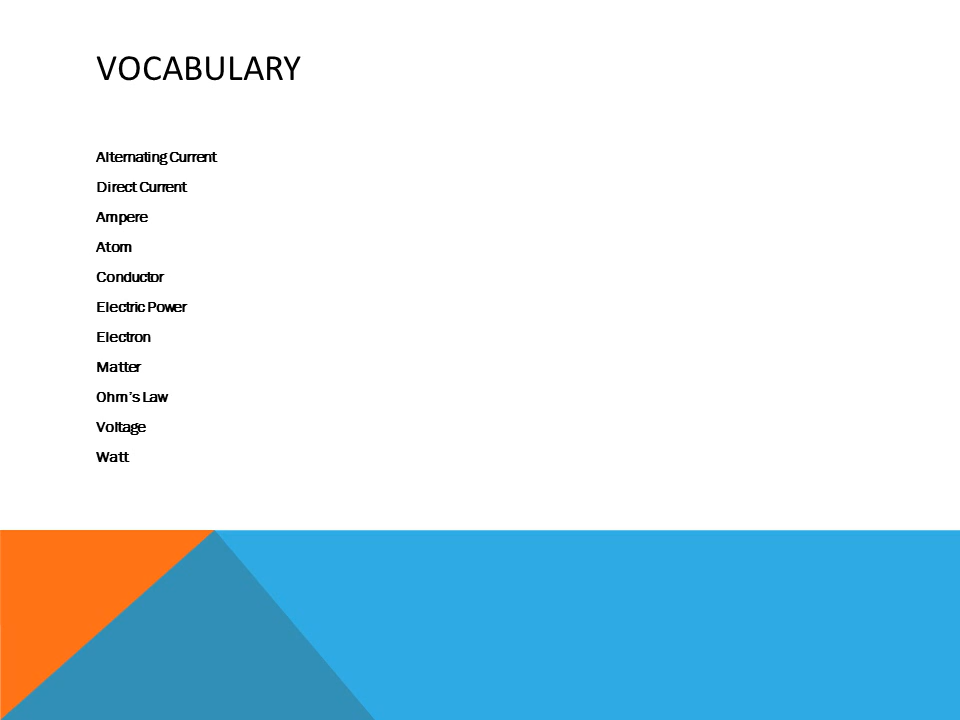 VOCABULARY
Alternating Current
Direct Current
Ampere
Atom
Conductor
Electric Power
Electron
Matter
Ohm’s Law
Voltage
Watt